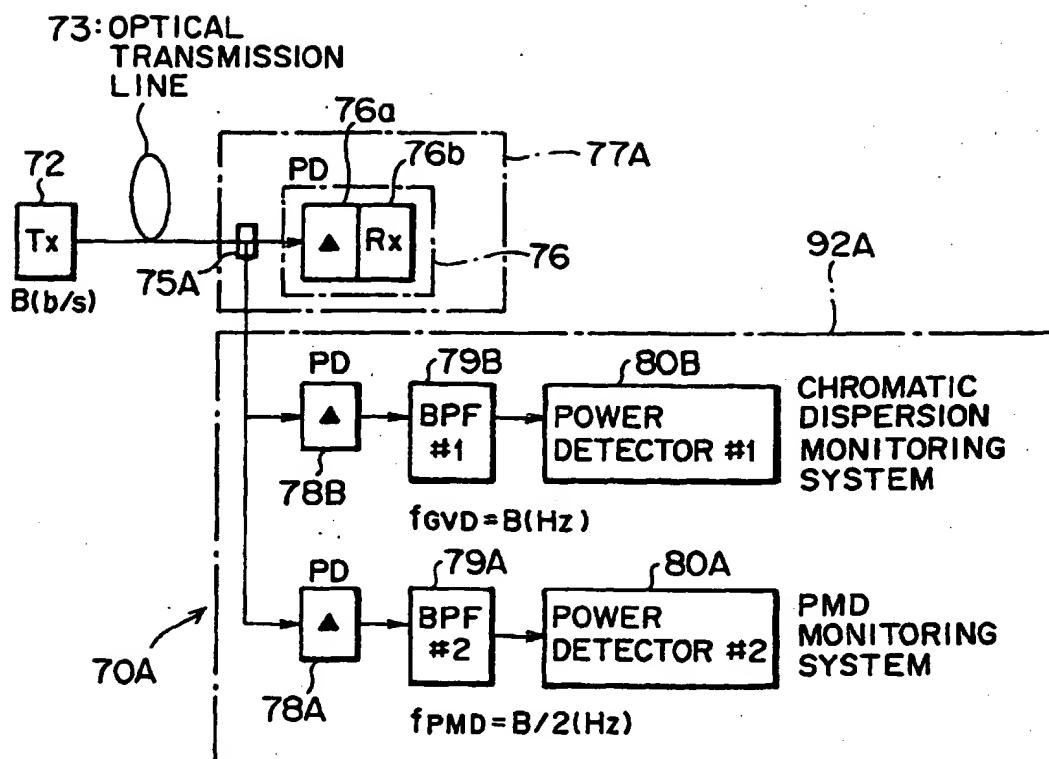 73: OPTICAL
TRANSMISSION
LINE
76a
76b
77A
72
PD
Tx
Rx
76
75A
B(b/s)
92A
PD
79B
80B
BPF
#1
POWER
DETECTOR #1
CHROMATIC
DISPERSION
MONITORING
SYSTEM
78B
fGVD=B(Hz)
PD
79A
80A
BPF
#2
POWER
DETECTOR #2
PMD
MONITORING
SYSTEM
70A
78A
fPMD=B/2(Hz)